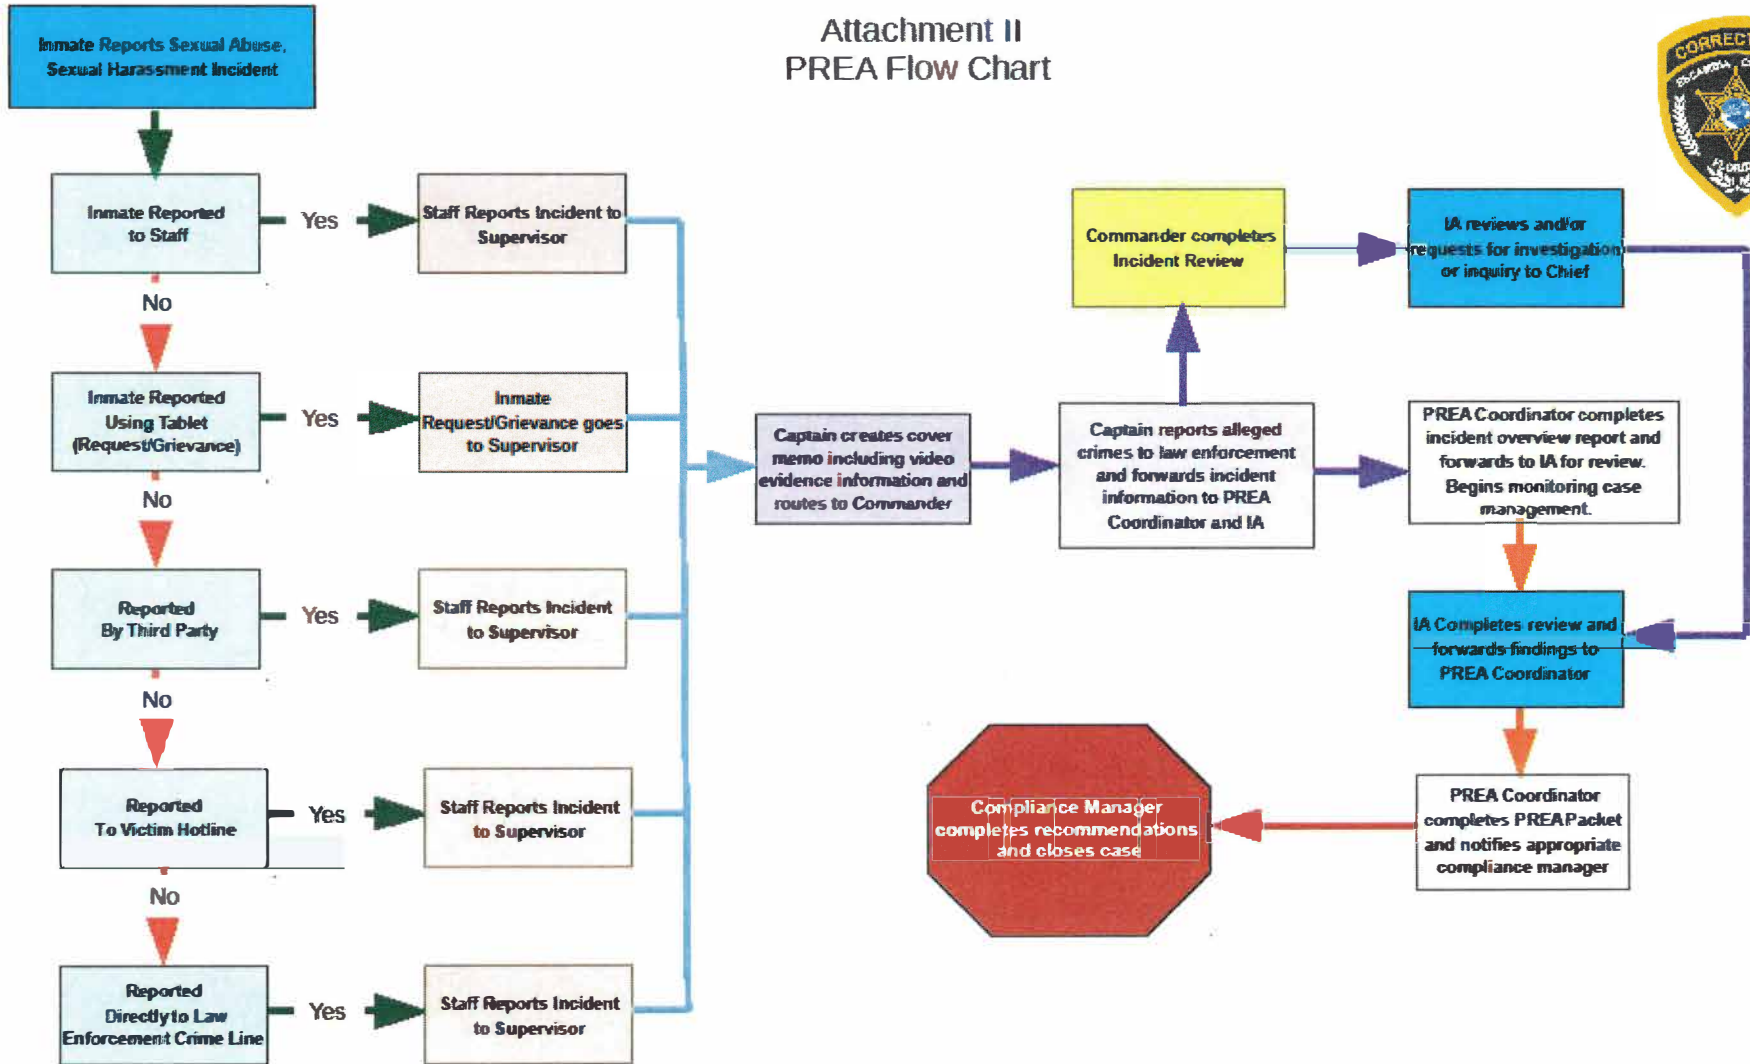 Attachment II
PREA Flow Chart
Inmate Reports Sexual Abuse,
Sexual Harassment Incident
Inmate Reported
to Staff
Yes
Staff Reports Incident to
Supervisor
No
Inmate Reported
Using Tablet
(Request/Grievance)
Yes
Inmate
Request/Grievance goes
to Supervisor
No
Reported
By Third Party
Yes
Staff Reports Incident
to Supervisor
No
Reported
To Victim Hotline
Yes
Staff Reports Incident
to Supervisor
No
Reported
Directly to Law
Enforcement Crime Line
Yes
Staff Reports Incident
to Supervisor
Captain creates cover
memo including video
evidence information and
routes to Commander
Captain reports alleged
crimes to law enforcement
and forwards incident
information to PREA
Coordinator and IA
Commander completes
Incident Review
IA reviews and/or
requests for investigation
or inquiry to Chief
PREA Coordinator completes
incident overview report and
forwards to IA for review.
Begins monitoring case
management.
IA Completes review and
forwards findings to
PREA Coordinator
PREA Coordinator
completes PREA Packet
and notifies appropriate
compliance manager
Compliance Manager
completes recommendations
and closes case
CORRECT
ESCAMBIA